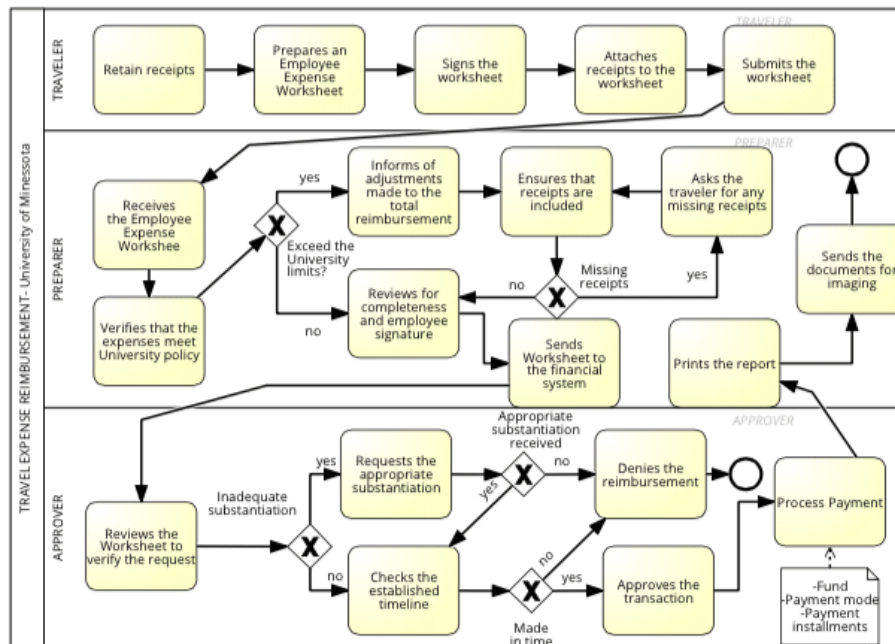 TRAVEL EXPENSE REIMBURSEMENT- University of Minessota
TRAVELER
TRAVELER
Retain receipts
Prepares an
Employee
Expense
Worksheet
Signs the
worksheet
Attaches
receipts to the
worksheet
Submits the
worksheet
PREPARER
PREPARER
Receives
the Employee
Expense
Workshee
Verifies that the
expenses meet
University policy
yes
Exceed the
University
limits?
no
Informs of
adjustments
made to the
total
reimbursement
Ensures that
receipts are
included
Asks the
traveler for any
missing receipts
no
Missing
receipts
yes
Reviews for
completeness
and employee
signature
Sends
Worksheet to
the financial
system
Prints the report
Sends the
documents for
imaging
APPROVER
APPROVER
Reviews the
Worksheet to
verify the request
Inadequate
substantiation
yes
no
Requests the
appropriate
substantiation
Appropriate
substantiation
received
no
yes
Denies the
reimbursement
Checks the
established
timeline
no
yes
Made
in time
Approves the
transaction
Process Payment
-Fund
-Payment mode
-Payment
installments